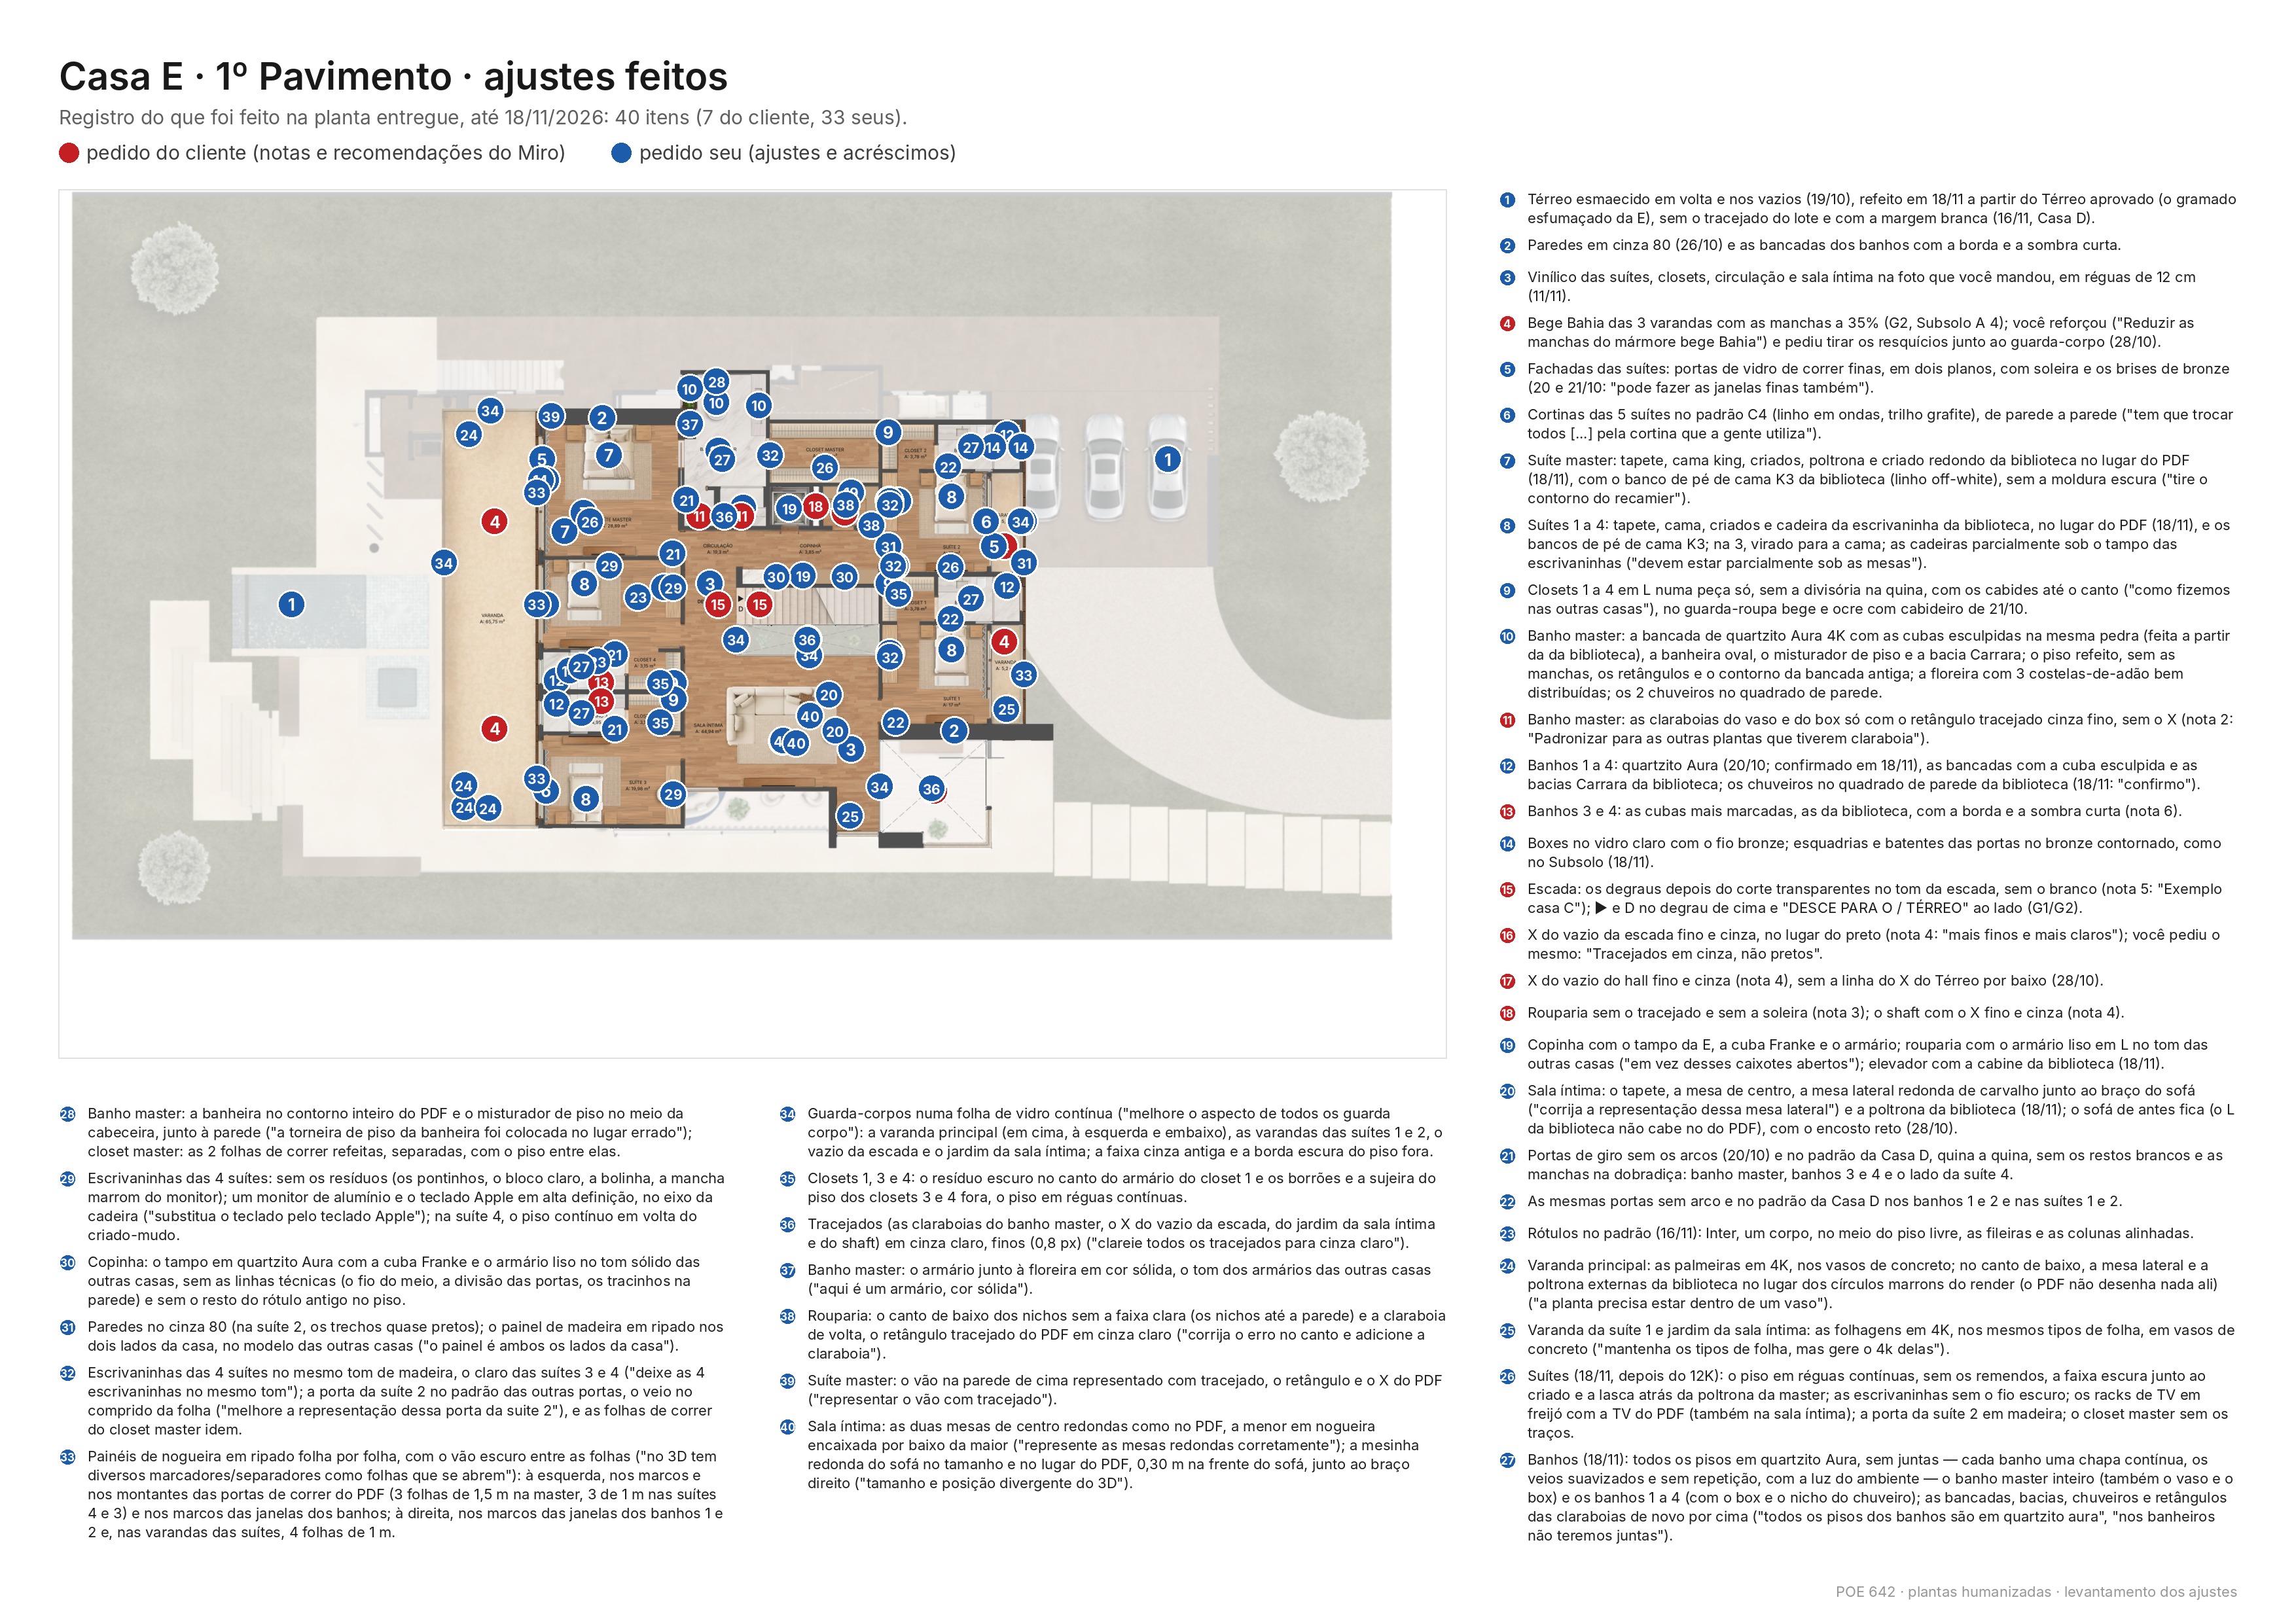 Casa E · 1º Pavimento · ajustes feitos
Registro do que foi feito na planta entregue, até 18/11/2026: 40 itens (7 do cliente, 33 seus).
pedido do cliente (notas e recomendações do Miro)
pedido seu (ajustes e acréscimos)
1 Térreo esmaecido em volta e nos vazios (19/10), refeito em 18/11 a partir do Térreo aprovado (o gramado
esfumaçado da E), sem o tracejado do lote e com a margem branca (16/11, Casa D).
2 Paredes em cinza 80 (26/10) e as bancadas dos banhos com a borda e a sombra curta.
3 Vinílico das suítes, closets, circulação e sala íntima na foto que você mandou, em réguas de 12 cm
(11/11).
4 Bege Bahia das 3 varandas com as manchas a 35% (G2, Subsolo A 4); você reforçou ("Reduzir as
manchas do mármore bege Bahia") e pediu tirar os resquícios junto ao guarda-corpo (28/10).
5 Fachadas das suítes: portas de vidro de correr finas, em dois planos, com soleira e os brises de bronze
(20 e 21/10: "pode fazer as janelas finas também").
6 Cortinas das 5 suítes no padrão C4 (linho em ondas, trilho grafite), de parede a parede ("tem que trocar
todos [...] pela cortina que a gente utiliza").
7 Suíte master: tapete, cama king, criados, poltrona e criado redondo da biblioteca no lugar do PDF
(18/11), com o banco de pé de cama K3 da biblioteca (linho off-white), sem a moldura escura ("tire o
contorno do recamier").
8 Suítes 1 a 4: tapete, cama, criados e cadeira da escrivaninha da biblioteca, no lugar do PDF (18/11), e os
bancos de pé de cama K3; na 3, virado para a cama; as cadeiras parcialmente sob o tampo das
escrivaninhas ("devem estar parcialmente sob as mesas").
9 Closets 1 a 4 em L numa peça só, sem a divisória na quina, com os cabides até o canto ("como fizemos
nas outras casas"), no guarda-roupa bege e ocre com cabideiro de 21/10.
10 Banho master: a bancada de quartzito Aura 4K com as cubas esculpidas na mesma pedra (feita a partir
da da biblioteca), a banheira oval, o misturador de piso e a bacia Carrara; o piso refeito, sem as
manchas, os retângulos e o contorno da bancada antiga; a floreira com 3 costelas-de-adão bem
distribuídas; os 2 chuveiros no quadrado de parede.
11 Banho master: as claraboias do vaso e do box só com o retângulo tracejado cinza fino, sem o X (nota 2:
"Padronizar para as outras plantas que tiverem claraboia").
12 Banhos 1 a 4: quartzito Aura (20/10; confirmado em 18/11), as bancadas com a cuba esculpida e as
bacias Carrara da biblioteca; os chuveiros no quadrado de parede da biblioteca (18/11: "confirmo").
13 Banhos 3 e 4: as cubas mais marcadas, as da biblioteca, com a borda e a sombra curta (nota 6).
14 Boxes no vidro claro com o fio bronze; esquadrias e batentes das portas no bronze contornado, como
no Subsolo (18/11).
15 Escada: os degraus depois do corte transparentes no tom da escada, sem o branco (nota 5: "Exemplo
casa C"); ▶ e D no degrau de cima e "DESCE PARA O / TÉRREO" ao lado (G1/G2).
16 X do vazio da escada fino e cinza, no lugar do preto (nota 4: "mais finos e mais claros"); você pediu o
mesmo: "Tracejados em cinza, não pretos".
17 X do vazio do hall fino e cinza (nota 4), sem a linha do X do Térreo por baixo (28/10).
18 Rouparia sem o tracejado e sem a soleira (nota 3); o shaft com o X fino e cinza (nota 4).
19 Copinha com o tampo da E, a cuba Franke e o armário; rouparia com o armário liso em L no tom das
outras casas ("em vez desses caixotes abertos"); elevador com a cabine da biblioteca (18/11).
20 Sala íntima: o tapete, a mesa de centro, a mesa lateral redonda de carvalho junto ao braço do sofá
("corrija a representação dessa mesa lateral") e a poltrona da biblioteca (18/11); o sofá de antes fica (o L
da biblioteca não cabe no do PDF), com o encosto reto (28/10).
21 Portas de giro sem os arcos (20/10) e no padrão da Casa D, quina a quina, sem os restos brancos e as
manchas na dobradiça: banho master, banhos 3 e 4 e o lado da suíte 4.
22 As mesmas portas sem arco e no padrão da Casa D nos banhos 1 e 2 e nas suítes 1 e 2.
23 Rótulos no padrão (16/11): Inter, um corpo, no meio do piso livre, as fileiras e as colunas alinhadas.
24 Varanda principal: as palmeiras em 4K, nos vasos de concreto; no canto de baixo, a mesa lateral e a
poltrona externas da biblioteca no lugar dos círculos marrons do render (o PDF não desenha nada ali)
("a planta precisa estar dentro de um vaso").
25 Varanda da suíte 1 e jardim da sala íntima: as folhagens em 4K, nos mesmos tipos de folha, em vasos de
concreto ("mantenha os tipos de folha, mas gere o 4k delas").
26 Suítes (18/11, depois do 12K): o piso em réguas contínuas, sem os remendos, a faixa escura junto ao
criado e a lasca atrás da poltrona da master; as escrivaninhas sem o fio escuro; os racks de TV em
freijó com a TV do PDF (também na sala íntima); a porta da suíte 2 em madeira; o closet master sem os
traços.
27 Banhos (18/11): todos os pisos em quartzito Aura, sem juntas — cada banho uma chapa contínua, os
veios suavizados e sem repetição, com a luz do ambiente — o banho master inteiro (também o vaso e o
box) e os banhos 1 a 4 (com o box e o nicho do chuveiro); as bancadas, bacias, chuveiros e retângulos
das claraboias de novo por cima ("todos os pisos dos banhos são em quartzito aura", "nos banheiros
não teremos juntas").
28 Banho master: a banheira no contorno inteiro do PDF e o misturador de piso no meio da
cabeceira, junto à parede ("a torneira de piso da banheira foi colocada no lugar errado");
closet master: as 2 folhas de correr refeitas, separadas, com o piso entre elas.
29 Escrivaninhas das 4 suítes: sem os resíduos (os pontinhos, o bloco claro, a bolinha, a mancha
marrom do monitor); um monitor de alumínio e o teclado Apple em alta definição, no eixo da
cadeira ("substitua o teclado pelo teclado Apple"); na suíte 4, o piso contínuo em volta do
criado-mudo.
30 Copinha: o tampo em quartzito Aura com a cuba Franke e o armário liso no tom sólido das
outras casas, sem as linhas técnicas (o fio do meio, a divisão das portas, os tracinhos na
parede) e sem o resto do rótulo antigo no piso.
31 Paredes no cinza 80 (na suíte 2, os trechos quase pretos); o painel de madeira em ripado nos
dois lados da casa, no modelo das outras casas ("o painel é ambos os lados da casa").
32 Escrivaninhas das 4 suítes no mesmo tom de madeira, o claro das suítes 3 e 4 ("deixe as 4
escrivaninhas no mesmo tom"); a porta da suíte 2 no padrão das outras portas, o veio no
comprido da folha ("melhore a representação dessa porta da suite 2"), e as folhas de correr
do closet master idem.
33 Painéis de nogueira em ripado folha por folha, com o vão escuro entre as folhas ("no 3D tem
diversos marcadores/separadores como folhas que se abrem"): à esquerda, nos marcos e
nos montantes das portas de correr do PDF (3 folhas de 1,5 m na master, 3 de 1 m nas suítes
4 e 3) e nos marcos das janelas dos banhos; à direita, nos marcos das janelas dos banhos 1 e
2 e, nas varandas das suítes, 4 folhas de 1 m.
34 Guarda-corpos numa folha de vidro contínua ("melhore o aspecto de todos os guarda
corpo"): a varanda principal (em cima, à esquerda e embaixo), as varandas das suítes 1 e 2, o
vazio da escada e o jardim da sala íntima; a faixa cinza antiga e a borda escura do piso fora.
35 Closets 1, 3 e 4: o resíduo escuro no canto do armário do closet 1 e os borrões e a sujeira do
piso dos closets 3 e 4 fora, o piso em réguas contínuas.
36 Tracejados (as claraboias do banho master, o X do vazio da escada, do jardim da sala íntima
e do shaft) em cinza claro, finos (0,8 px) ("clareie todos os tracejados para cinza claro").
37 Banho master: o armário junto à floreira em cor sólida, o tom dos armários das outras casas
("aqui é um armário, cor sólida").
38 Rouparia: o canto de baixo dos nichos sem a faixa clara (os nichos até a parede) e a claraboia
de volta, o retângulo tracejado do PDF em cinza claro ("corrija o erro no canto e adicione a
claraboia").
39 Suíte master: o vão na parede de cima representado com tracejado, o retângulo e o X do PDF
("representar o vão com tracejado").
40 Sala íntima: as duas mesas de centro redondas como no PDF, a menor em nogueira
encaixada por baixo da maior ("represente as mesas redondas corretamente"); a mesinha
redonda do sofá no tamanho e no lugar do PDF, 0,30 m na frente do sofá, junto ao braço
direito ("tamanho e posição divergente do 3D").
POE 642 · plantas humanizadas · levantamento dos ajustes